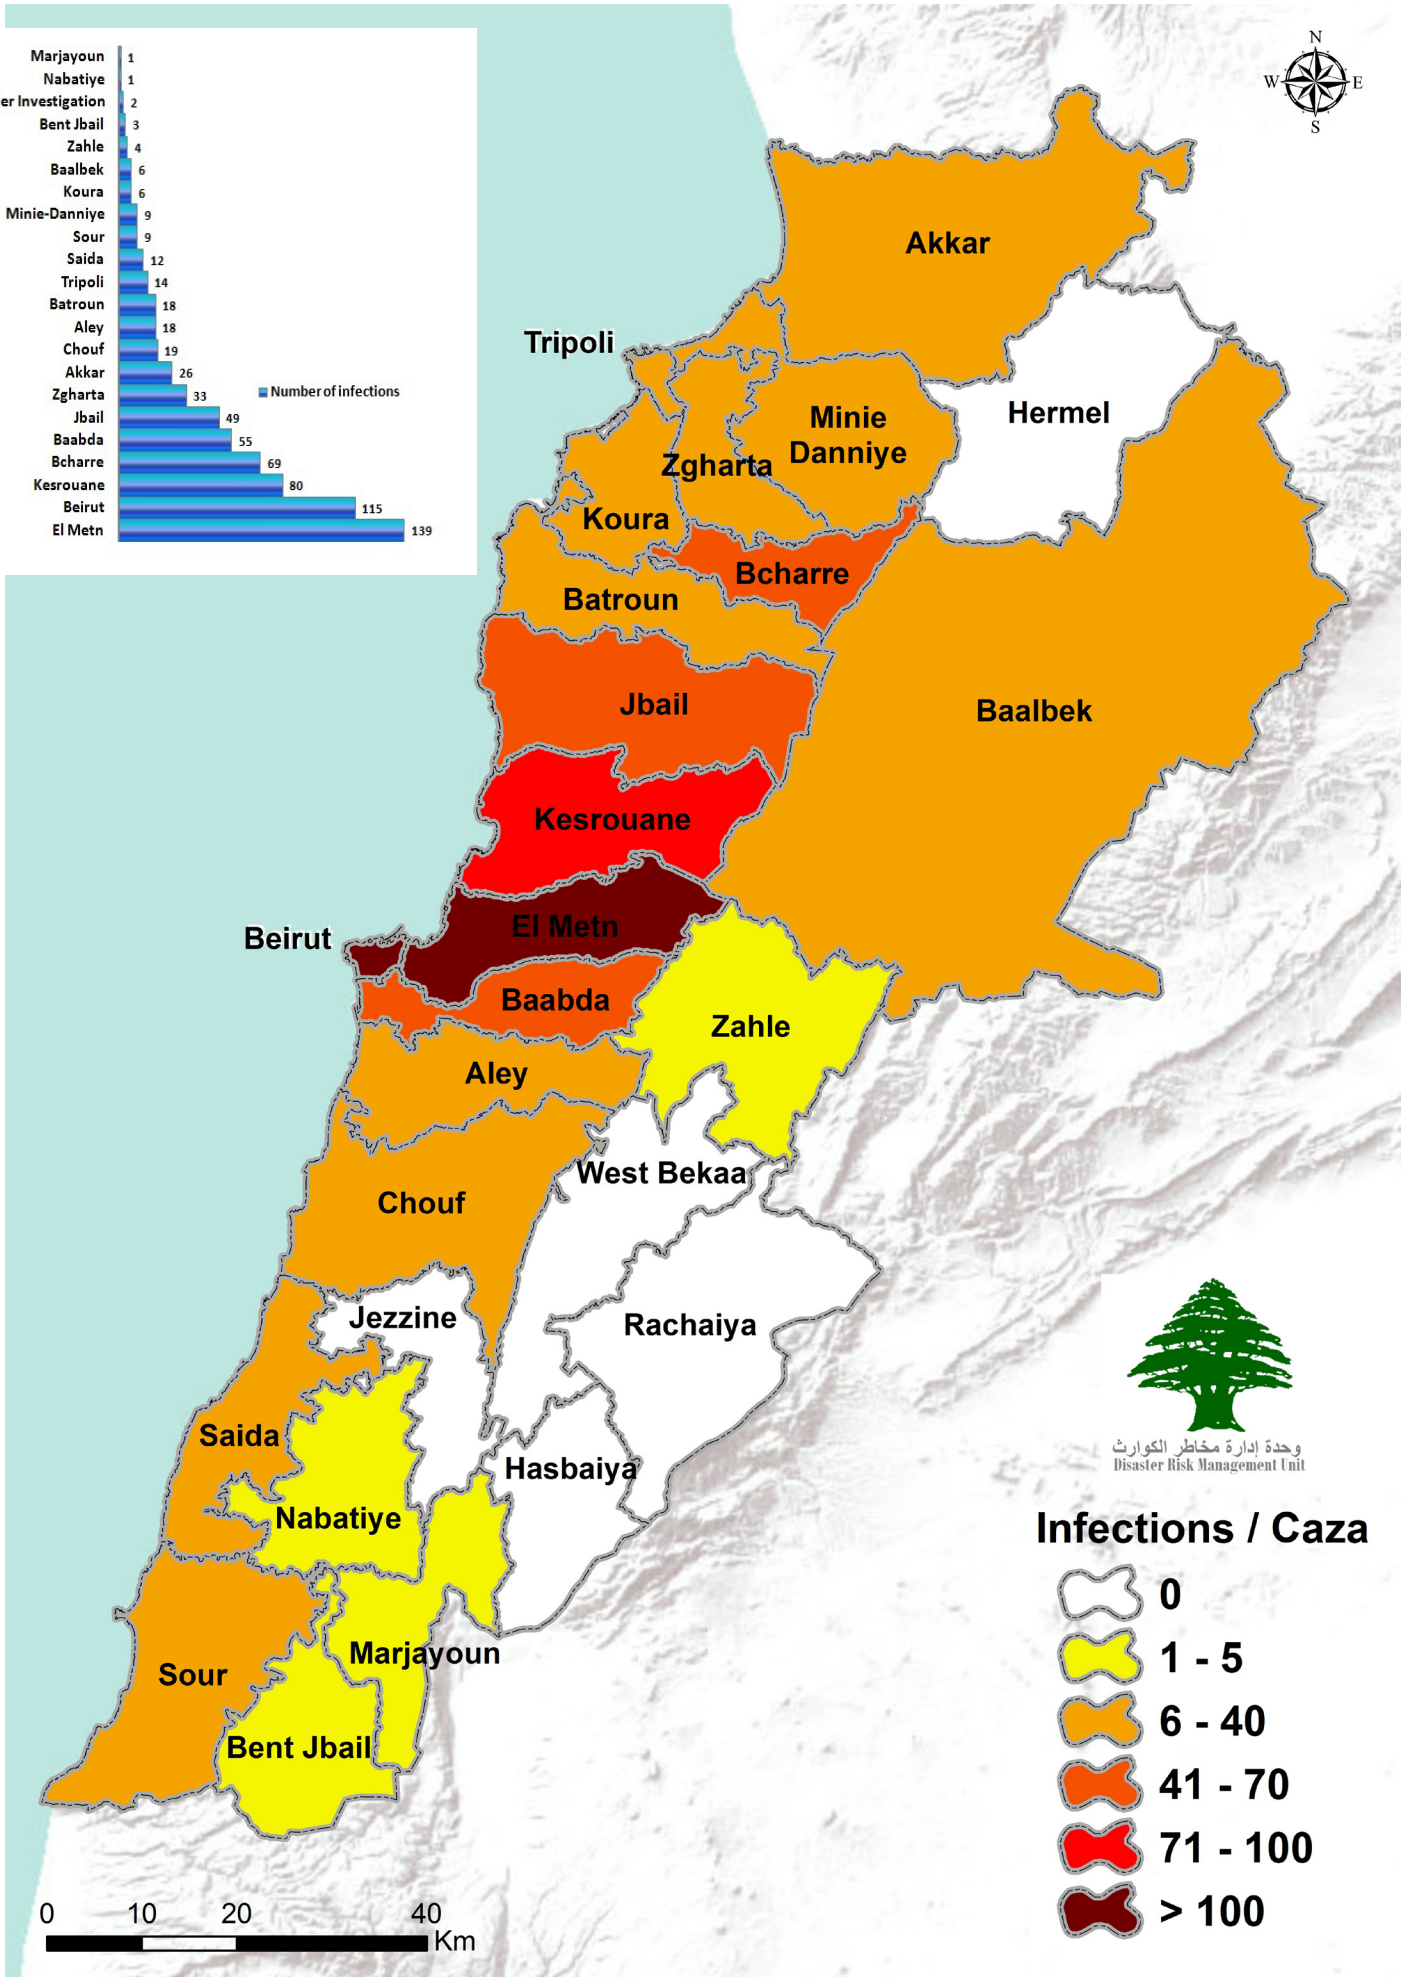 N
W E
S
Marjayoun 1
Nabatiye 1
er Investigation 2
Bent Jbail 3
Zahle 4
Baalbek 6
Koura 6
Minie-Danniye 9
Sour 9
Saida 12
Tripoli 14
Batroun 18
Aley 18
Chouf 19
Akkar 26
Zgharta 33
Number of infections
Jbail 49
Baabda 55
Bcharre 69
Kesrouane 80
Beirut 115
El Metn 139
Akkar
Tripoli
Hermel
Minie
Danniye
Zgharta
Koura
Bcharre
Batroun
Jbail
Baalbek
Kesrouane
El Metn
Beirut
Baabda
Zahle
Aley
West Bekaa
Chouf
Jezzine
Rachaiya
Saida
Hasbaiya
Nabatiye
Marjayoun
Sour
Bent Jbail
وحدة إدارة مخاطر الكوارث
Disaster Risk Management Unit
Infections / Caza
0
1 - 5
6 - 40
41 - 70
71 - 100
> 100
0 10 20 40
Km